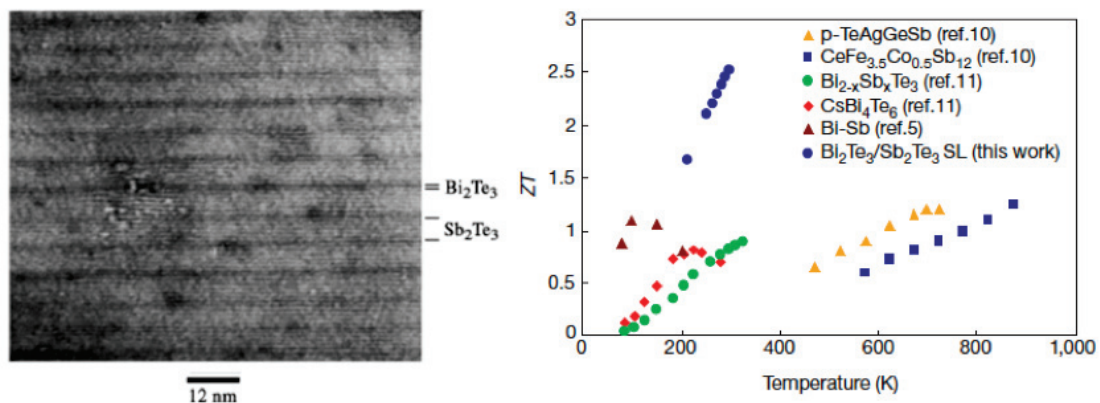 Bi₂Te₃
Sb₂Te₃
12 nm
3
2.5
2
1.5
1
0.5
0
ZT
p-TeAgGeSb (ref.10)
CeFe₃.₅Co₀.₅Sb₁₂ (ref.10)
Bi₂₋ₓSbₓTe₃ (ref.11)
CsBi₄Te₆ (ref.11)
Bi-Sb (ref.5)
Bi₂Te₃/Sb₂Te₃ SL (this work)
0 200 400 600 800 1,000
Temperature (K)